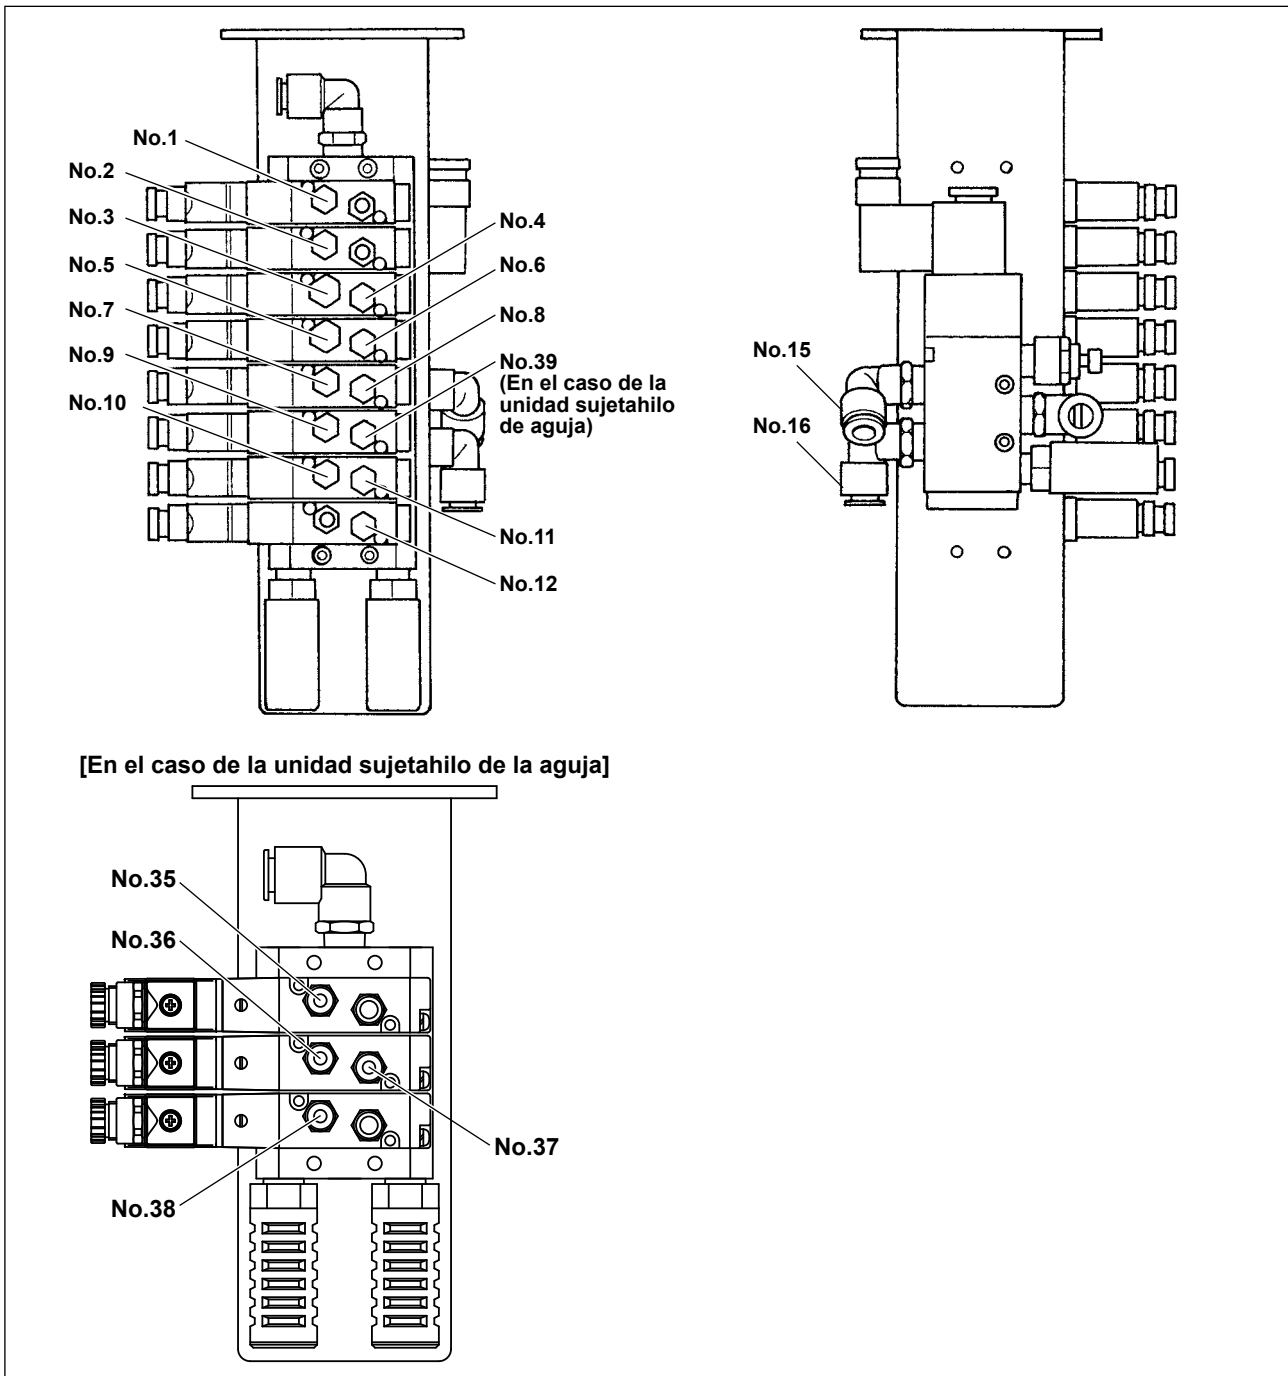 No.1
No.2
No.3
No.5
No.7
No.9
No.10
No.4
No.6
No.8
No.39
(En el caso de la
unidad sujetahilo
de aguja)
No.11
No.12
No.15
No.16
[En el caso de la unidad sujetahilo de la aguja]
No.35
No.36
No.37
No.38